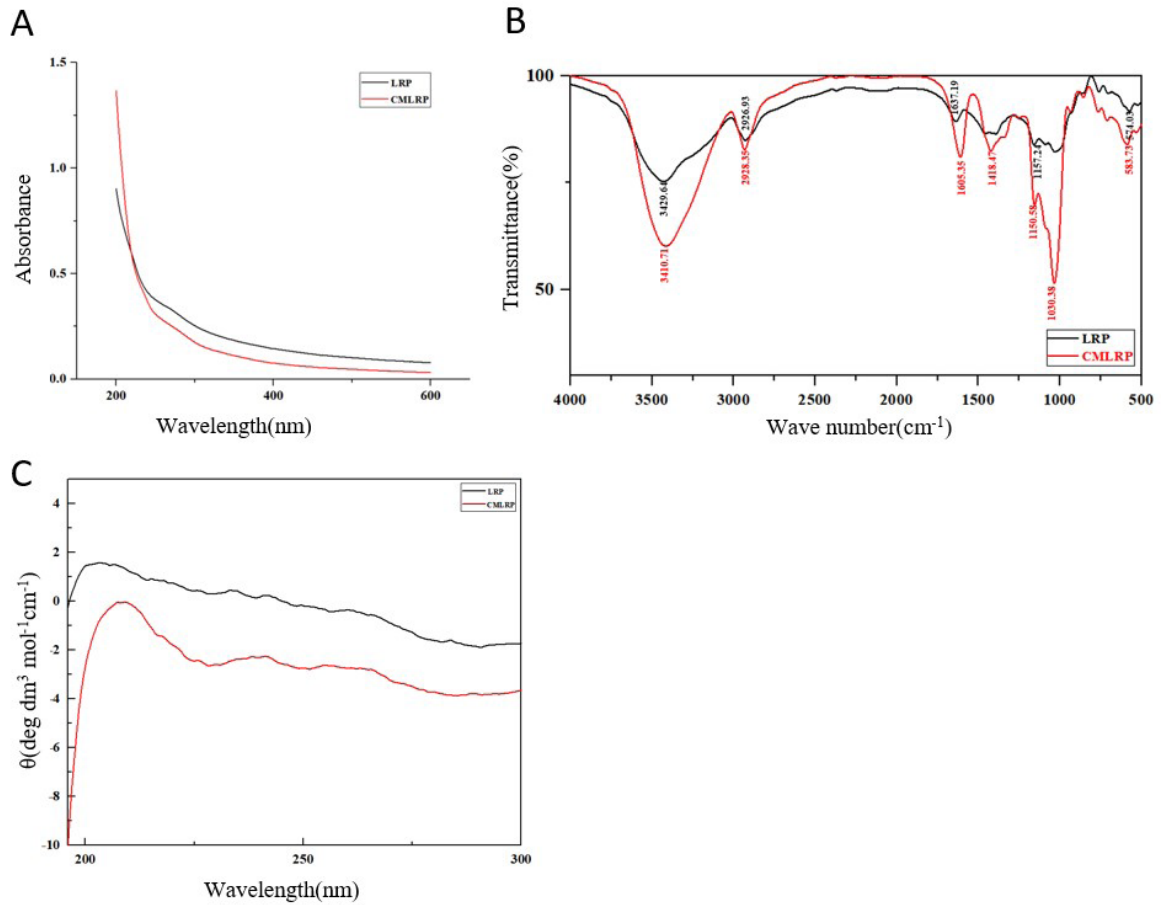 A
1.5
1.0
0.5
0.0
200
400
600
Absorbance
Wavelength(nm)
LRP
CMLRP
B
100
50
Transmittance(%)
3429.64
3410.71
2926.93
2928.35
1637.19
1605.35
1418.47
1157.24
1150.58
1030.38
574.03
583.73
LRP
CMLRP
4000
3500
3000
2500
2000
1500
1000
500
Wave number(cm⁻¹)
C
4
2
0
-2
-4
-6
-8
-10
θ(deg dm³ mol⁻¹cm⁻¹)
LRP
CMLRP
200
250
300
Wavelength(nm)